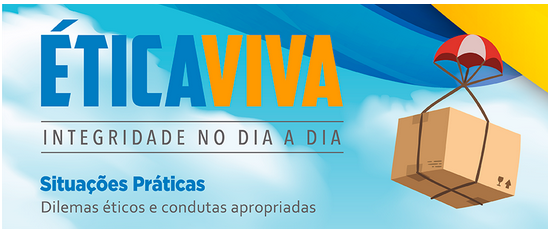 ÉTICAVIVA
INTEGRIDADE NO DIA A DIA
Situações Práticas
Dilemas éticos e condutas apropriadas